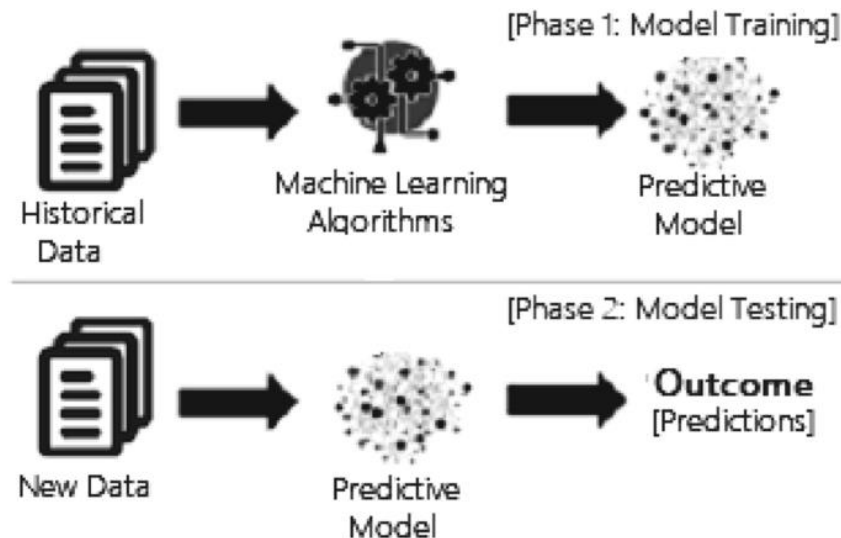 [Phase 1: Model Training]
Historical
Data
Machine Learning
Algorithms
Predictive
Model
[Phase 2: Model Testing]
New Data
Predictive
Model
Outcome
[Predictions]